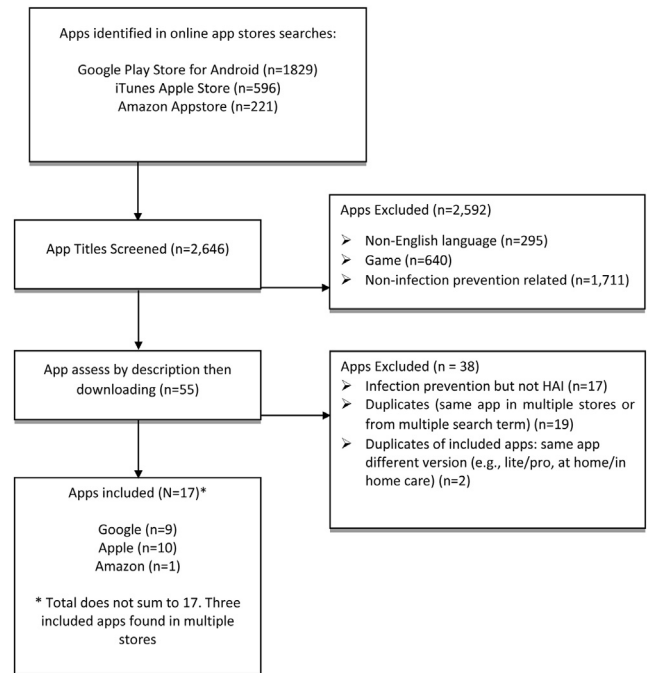 Apps identified in online app stores searches:
Google Play Store for Android (n=1829)
iTunes Apple Store (n=596)
Amazon Appstore (n=221)
App Titles Screened (n=2,646)
Apps Excluded (n=2,592)
➢ Non-English language (n=295)
➢ Game (n=640)
➢ Non-infection prevention related (n=1,711)
App assess by description then
downloading (n=55)
Apps Excluded (n = 38)
➢ Infection prevention but not HAI (n=17)
➢ Duplicates (same app in multiple stores or
from multiple search term) (n=19)
➢ Duplicates of included apps: same app
different version (e.g., lite/pro, at home/in
home care) (n=2)
Apps included (N=17)*
Google (n=9)
Apple (n=10)
Amazon (n=1)
* Total does not sum to 17. Three
included apps found in multiple
stores